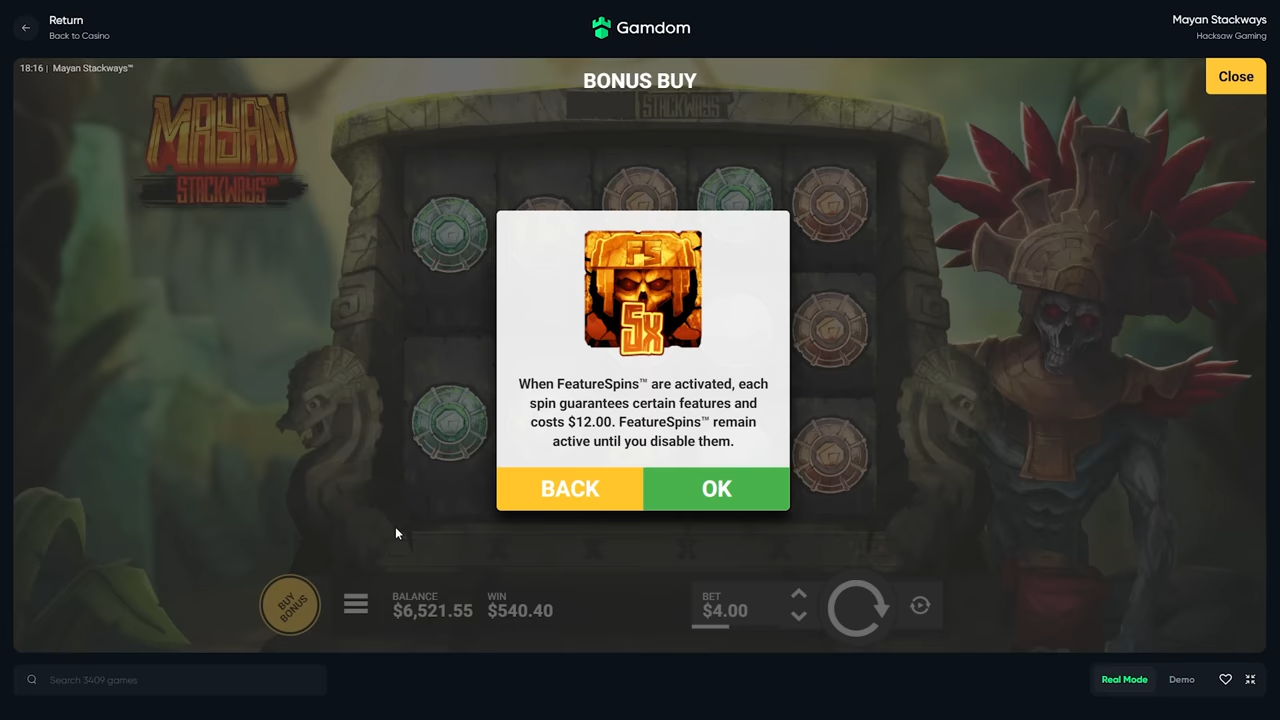 Return
Back to Casino
Gamdom
Mayan Stackways
Hacksaw Gaming
18:16 | Mayan Stackways™
BONUS BUY
Close
MAYAN
STACKWAYS™
STACKWAYS
FS
5X
When FeatureSpins™ are activated, each
spin guarantees certain features and
costs $12.00. FeatureSpins™ remain
active until you disable them.
BACK
OK
BUY
BONUS
BALANCE
$6,521.55
WIN
$540.40
BET
$4.00
Search 3409 games
Real Mode
Demo